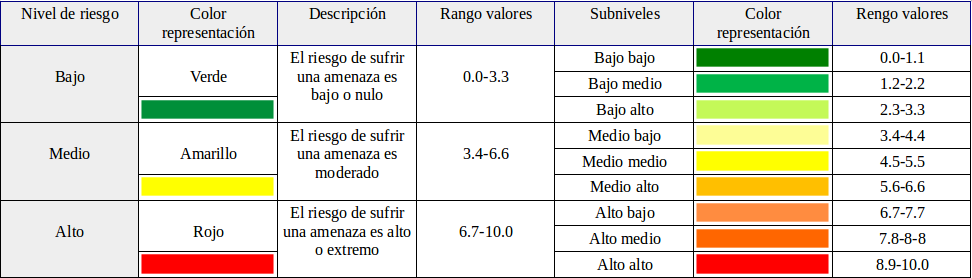 Nivel de riesgo
Color
representación
Descripción
Rango valores
Subniveles
Color
representación
Rengo valores
Bajo
Verde
El riesgo de sufrir
una amenaza es
bajo o nulo
0.0-3.3
Bajo bajo
0.0-1.1
Bajo medio
1.2-2.2
Bajo alto
2.3-3.3
Medio
Amarillo
El riesgo de sufrir
una amenaza es
moderado
3.4-6.6
Medio bajo
3.4-4.4
Medio medio
4.5-5.5
Medio alto
5.6-6.6
Alto
Rojo
El riesgo de sufrir
una amenaza es alto
o extremo
6.7-10.0
Alto bajo
6.7-7.7
Alto medio
7.8-8-8
Alto alto
8.9-10.0